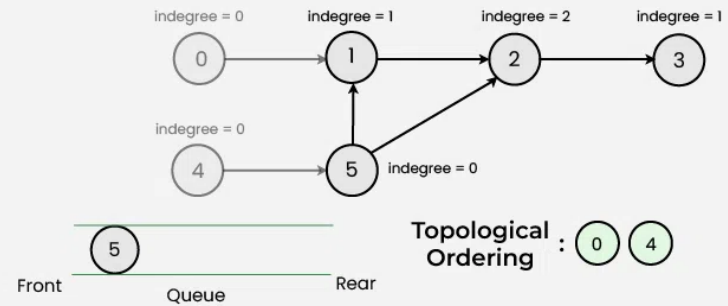 indegree = 0 indegree = 1 indegree = 2 indegree = 1
0 1 2 3
indegree = 0
4 5 indegree = 0
5
Topological
Ordering : 0 4
Front Queue Rear